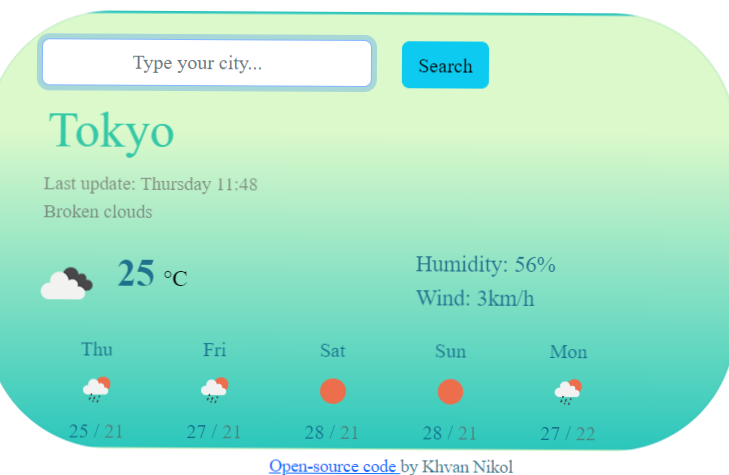 Type your city...
Search
Tokyo
Last update: Thursday 11:48
Broken clouds
25 °C
Humidity: 56%
Wind: 3km/h
Thu Fri Sat Sun Mon
25 / 21 27 / 21 28 / 21 28 / 21 27 / 22
Open-source code by Khvan Nikol